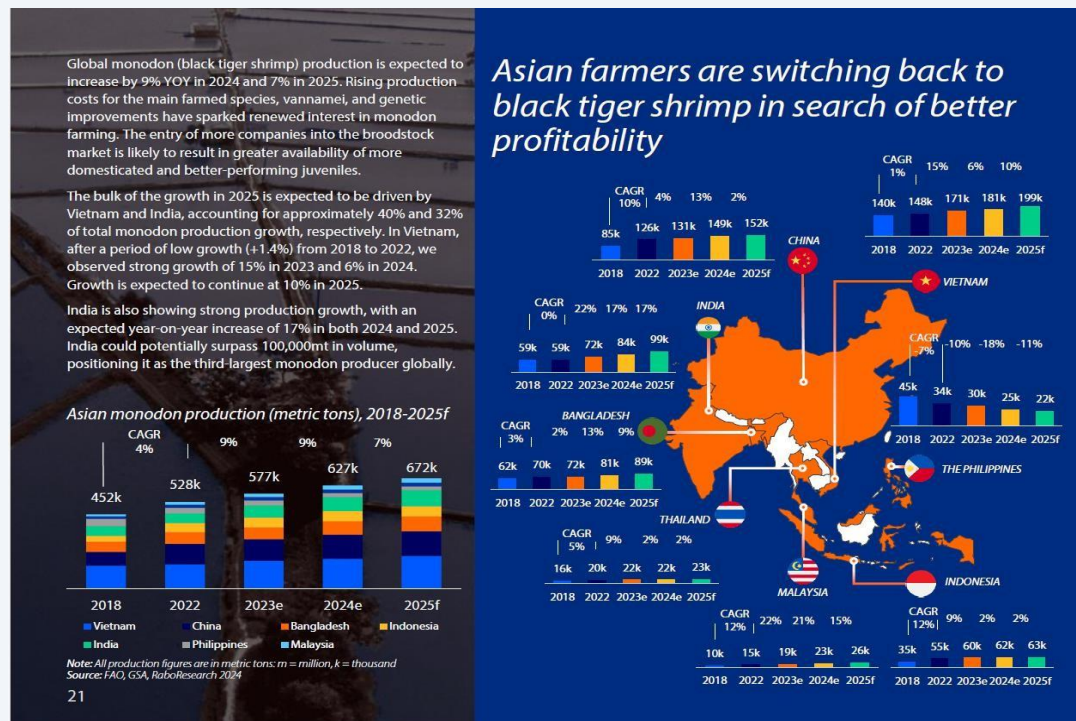 Global monodon (black tiger shrimp) production is expected to
increase by 9% YOY in 2024 and 7% in 2025. Rising production
costs for the main farmed species, vannamei, and genetic
improvements have sparked renewed interest in monodon
farming. The entry of more companies into the broodstock
market is likely to result in greater availability of more
domesticated and better-performing juveniles.
The bulk of the growth in 2025 is expected to be driven by
Vietnam and India, accounting for approximately 40% and 32%
of total monodon production growth, respectively. In Vietnam,
after a period of low growth (+1.4%) from 2018 to 2022, we
observed strong growth of 15% in 2023 and 6% in 2024.
Growth is expected to continue at 10% in 2025.
India is also showing strong production growth, with an
expected year-on-year increase of 17% in both 2024 and 2025.
India could potentially surpass 100,000mt in volume,
positioning it as the third-largest monodon producer globally.
Asian monodon production (metric tons), 2018-2025f
CAGR
4% 9% 9% 7%
452k 528k 577k 627k 672k
2018 2022 2023e 2024e 2025f
Vietnam China Bangladesh Indonesia
India Philippines Malaysia
Note: All production figures are in metric tons: m = million, k = thousand
Source: FAO, GSA, RaboResearch 2024
21
Asian farmers are switching back to
black tiger shrimp in search of better
profitability
CAGR
10% 4% 13% 2%
85k 126k 131k 149k 152k
2018 2022 2023e 2024e 2025f
CHINA
CAGR
1% 15% 6% 10%
140k 148k 171k 181k 199k
2018 2022 2023e 2024e 2025f
VIETNAM
INDIA
CAGR
0% 22% 17% 17%
59k 59k 72k 84k 99k
2018 2022 2023e 2024e 2025f
CAGR
-7% -10% -18% -11%
45k 34k 30k 25k 22k
2018 2022 2023e 2024e 2025f
THE PHILIPPINES
BANGLADESH
CAGR
3% 2% 13% 9%
62k 70k 72k 81k 89k
2018 2022 2023e 2024e 2025f
THAILAND
CAGR
5% 9% 2% 2%
16k 20k 22k 22k 23k
2018 2022 2023e 2024e 2025f
MALAYSIA
CAGR
12% 22% 21% 15%
10k 15k 19k 23k 26k
2018 2022 2023e 2024e 2025f
INDONESIA
CAGR
12% 9% 2% 2%
35k 55k 60k 62k 63k
2018 2022 2023e 2024e 2025f